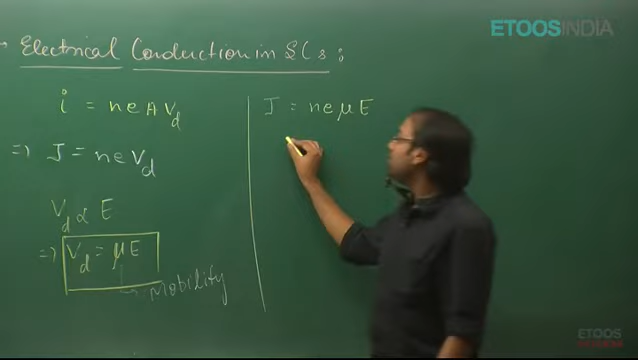 ETOOSINDIA
Electrical Conduction in SCs :
i = neAVd
⇒ J = neVd
Vd ∝ E
⇒ Vd = μE
→ Mobility
J = neμE
ETOOS